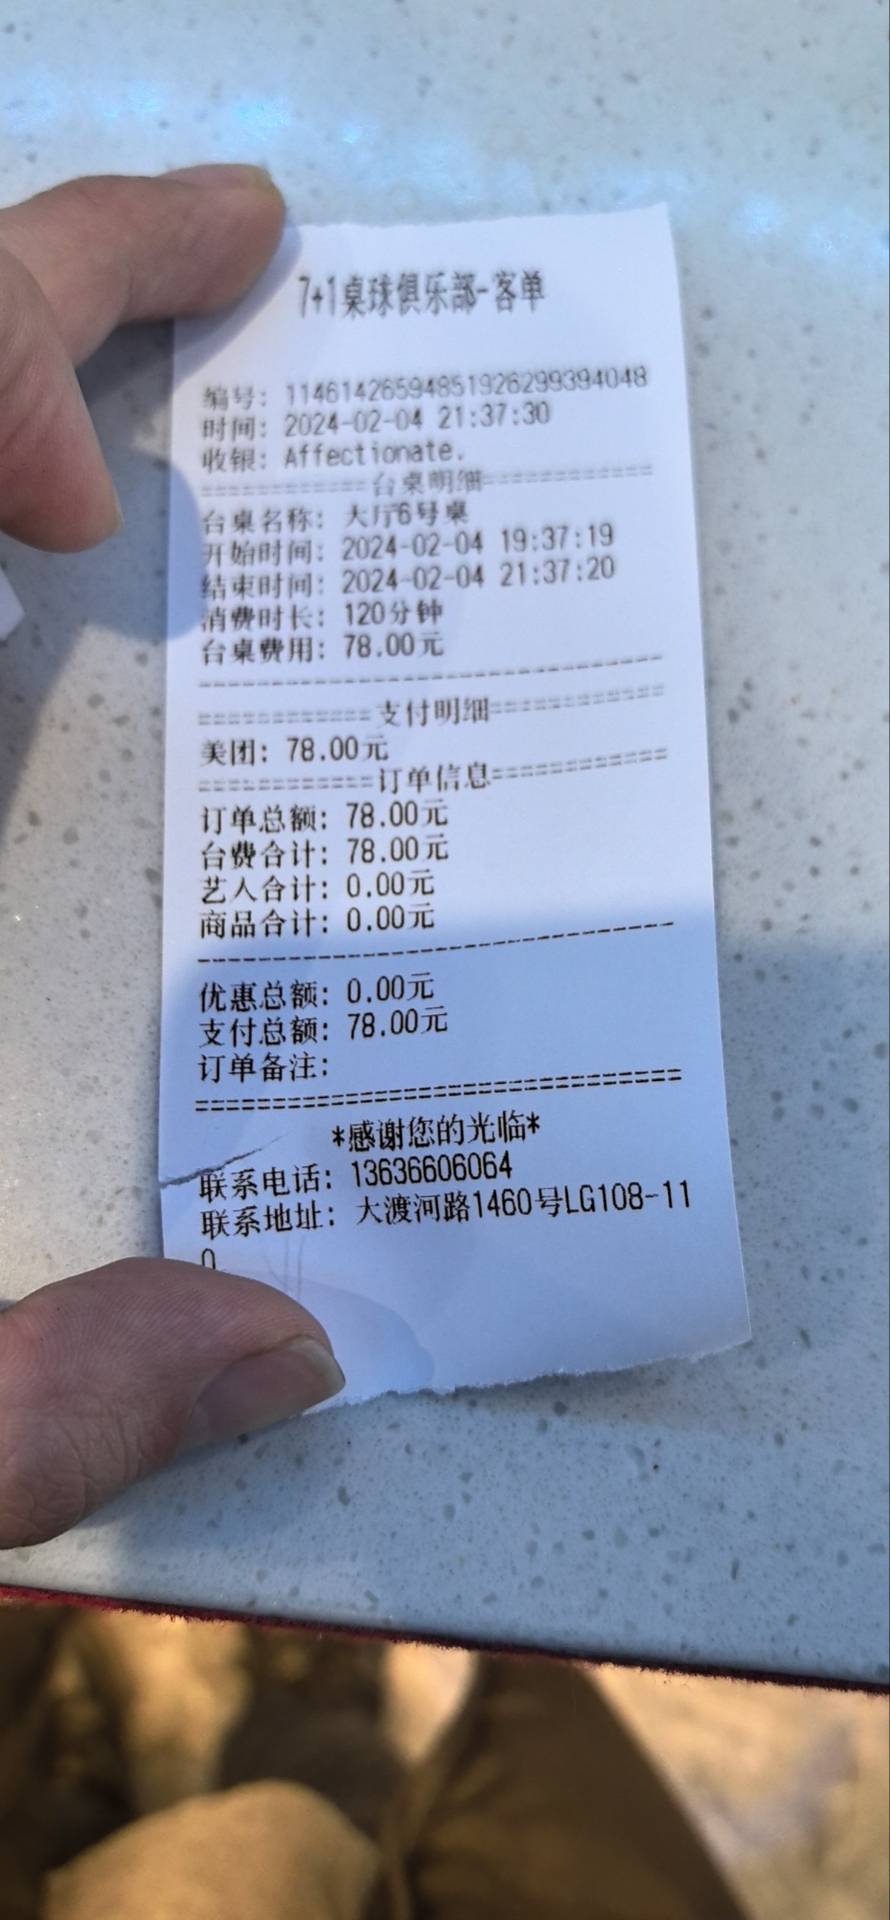 7+1桌球俱乐部-客单
编号: 1146142659485192629939​4048
时间: 2024-02-04 21:37:30
收银: Affectionate.
============台桌明细============
台桌名称: 大厅6号桌
开始时间: 2024-02-04 19:37:19
结束时间: 2024-02-04 21:37:20
消费时长: 120分钟
台桌费用: 78.00元
--------------------------------
============支付明细============
美团: 78.00元
============订单信息============
订单总额: 78.00元
台费合计: 78.00元
艺人合计: 0.00元
商品合计: 0.00元
--------------------------------
优惠总额: 0.00元
支付总额: 78.00元
订单备注:
================================
*感谢您的光临*
联系电话: 13636606064
联系地址: 大渡河路1460号LG108-11
0